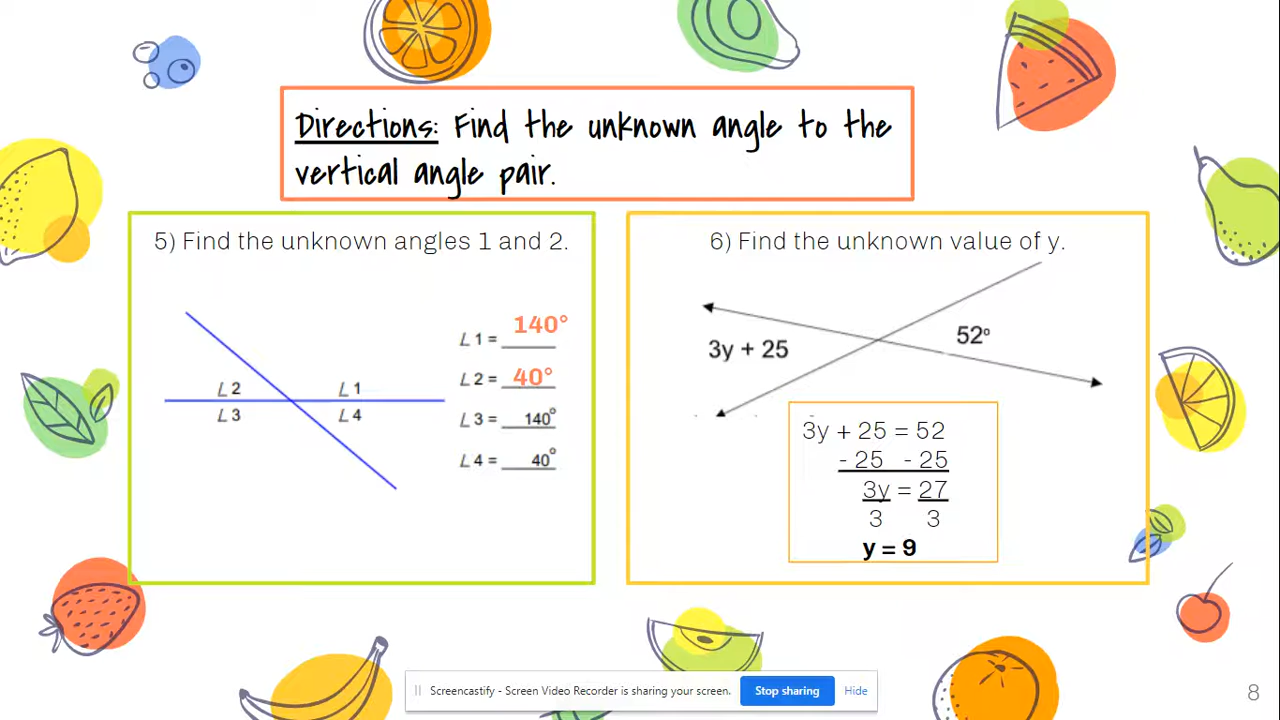 Directions: Find the unknown angle to the
vertical angle pair.
5) Find the unknown angles 1 and 2.
∠1 = 140°
∠2 = 40°
∠3 = 140°
∠4 = 40°
∠2
∠1
∠3
∠4
6) Find the unknown value of y.
52°
3y + 25
3y + 25 = 52
- 25 - 25
3y = 27
3 3
y = 9
Screencastify - Screen Video Recorder is sharing your screen. Stop sharing Hide
8